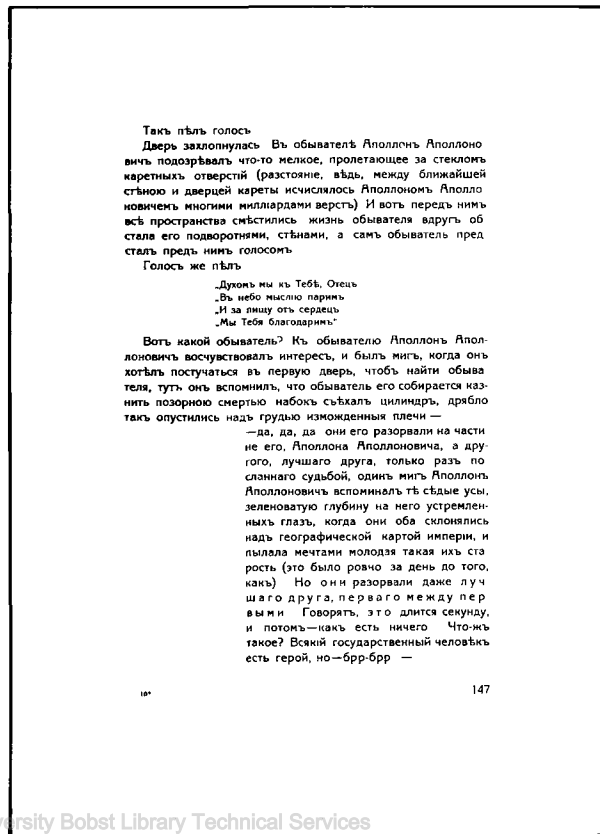 Такъ пѣлъ голосъ
Дверь захлопнулась Въ обывателѣ Аполлонъ Аполлоно
вичъ подозрѣвалъ что-то мелкое, пролетающее за стекломъ
каретныхъ отверстій (разстояніе, вѣдь, между ближайшей
стѣною и дверцей кареты исчислялось Аполлономъ Аполло
новичемъ многими милліардами верстъ) И вотъ передъ нимъ
всѣ пространства смѣстились жизнь обывателя вдругъ об
стала его подворотнями, стѣнами, а самъ обыватель пред
сталъ предъ нимъ голосомъ
Голосъ же пѣлъ
„Духомъ мы къ Тебѣ, Отецъ
„Въ небо мыслію паримъ
„И за пищу отъ сердецъ
„Мы Тебя благодаримъ“
Вотъ какой обыватель? Къ обывателю Аполлонъ Апол-
лоновичъ восчувствовалъ интересъ, и былъ мигъ, когда онъ
хотѣлъ постучаться въ первую дверь, чтобъ найти обыва
теля, тутъ онъ вспомнилъ, что обыватель его собирается каз-
нить позорною смертью набокъ съѣхалъ цилиндръ, дрябло
такъ опустились надъ грудью изможденныя плечи —
—да, да, да они его разорвали на части
не его, Аполлона Аполлоновича, а дру-
гого, лучшаго друга, только разъ по
сланнаго судьбой, одинъ мигъ Аполлонъ
Аполлоновичъ вспоминалъ тѣ сѣдые усы,
зеленоватую глубину на него устремлен-
ныхъ глазъ, когда они оба склонялись
надъ географической картой имперіи, и
пылала мечтами молодая такая ихъ ста
рость (это было ровно за день до того,
какъ) Но они разорвали даже луч
шаго друга, перваго между пер
выми Говорятъ, это длится секунду,
и потомъ—какъ есть ничего Что-жъ
такое? Всякій государственный человѣкъ
есть герой, но—брр-брр —
10*
147
ersity Bobst Library Technical Services